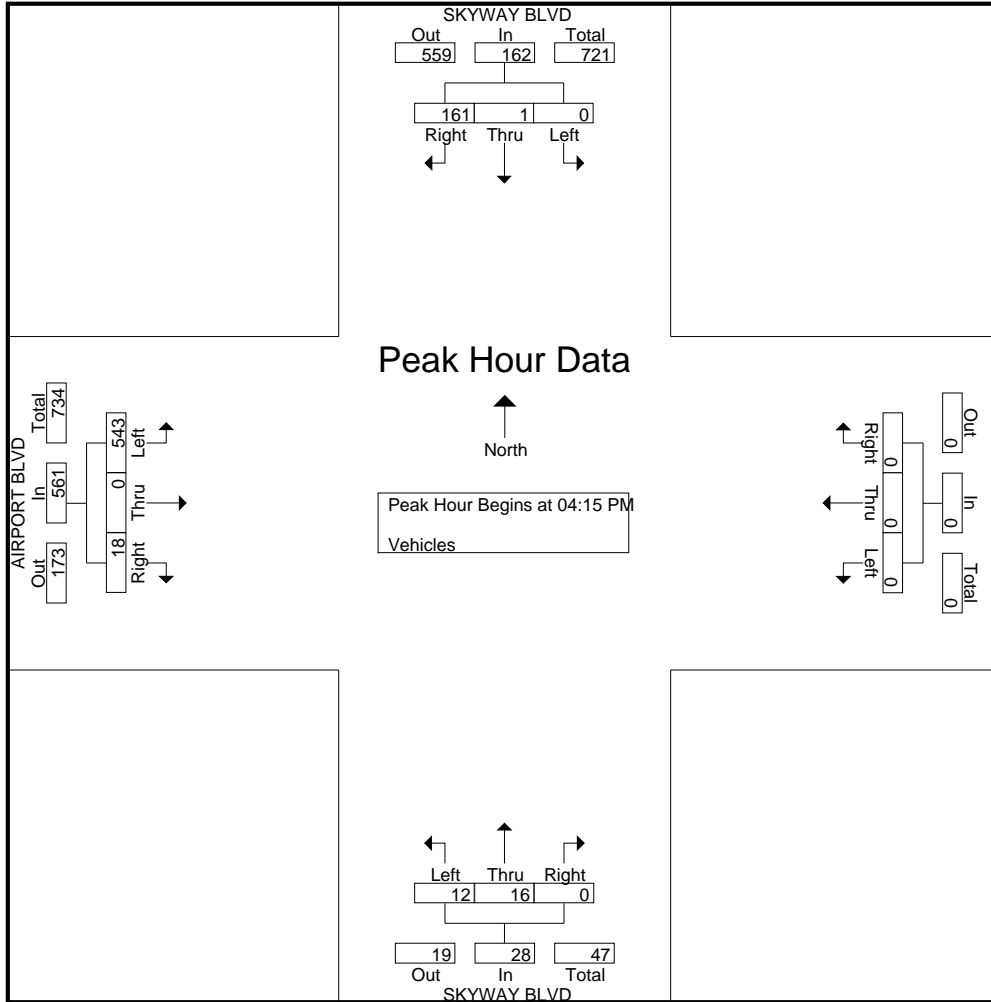 SKYWAY BLVD
Out In Total
559 162 721
161 1 0
Right Thru Left
Peak Hour Data
North
Peak Hour Begins at 04:15 PM
Vehicles
AIRPORT BLVD
Out In Total
173 561 734
18 0 543
Right Thru Left
Out In Total
0 0 0
Right Thru Left
0 0 0
Left Thru Right
12 16 0
19 28 47
Out In Total
SKYWAY BLVD